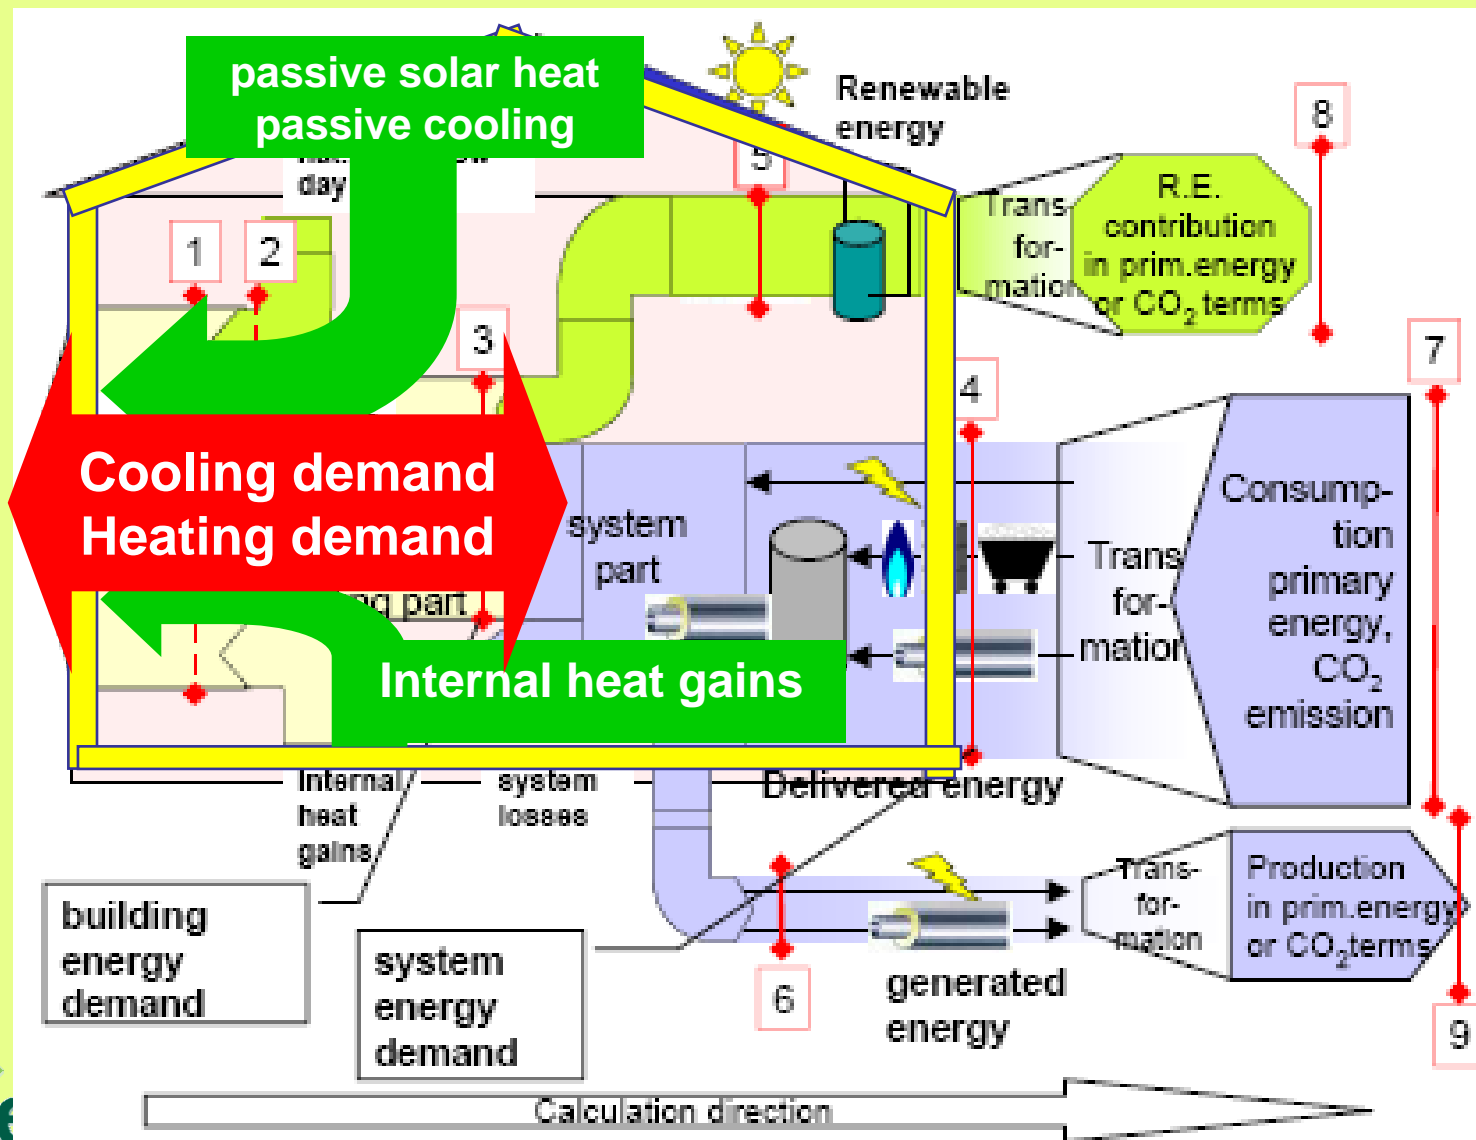 passive solar heat
passive cooling
day
Renewable
energy
1
2
3
4
5
6
7
8
9
Trans-
for-
mation
R.E.
contribution
in prim.energy
or CO₂ terms
Cooling demand
Heating demand
system
part
part
Internal heat gains
Trans
for-
mation
Consump-
tion
primary
energy,
CO₂
emission
Internal
heat
gains
system
losses
Delivered energy
Trans-
for-
mation
Production
in prim.energy
or CO₂terms
building
energy
demand
system
energy
demand
generated
energy
Calculation direction